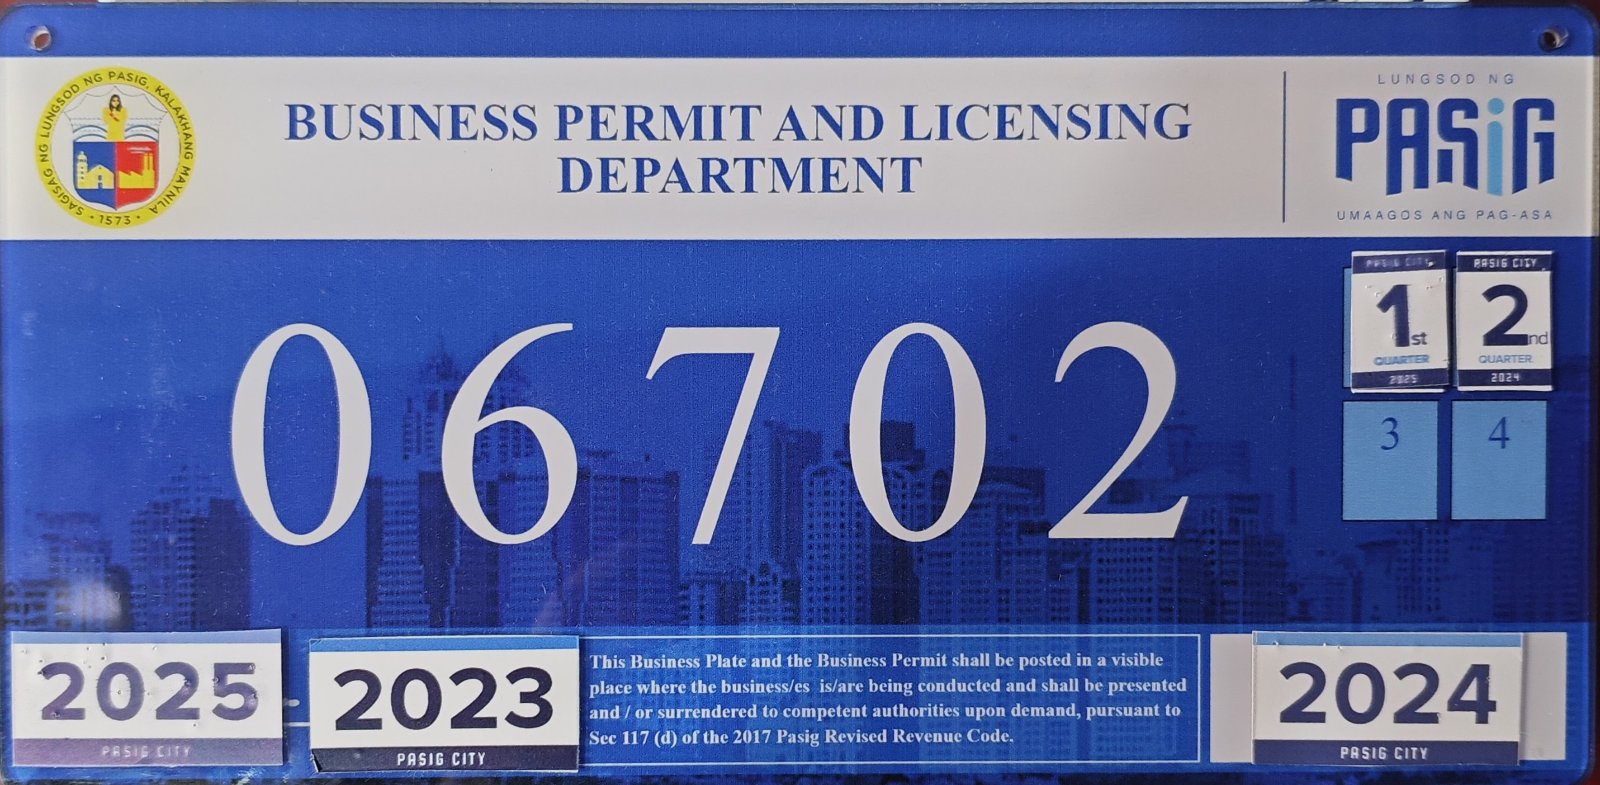 SAGISAG NG LUNGSOD NG PASIG, KALAKHANG MAYNILA
• 1573 •
BUSINESS PERMIT AND LICENSING
DEPARTMENT
LUNGSOD NG
PASiG
UMAAGOS ANG PAG-ASA
06702
PASIG CITY
1st
QUARTER
2025
PASIG CITY
2nd
QUARTER
2024
3
4
2025
PASIG CITY
2023
PASIG CITY
This Business Plate and the Business Permit shall be posted in a visible
place where the business/es is/are being conducted and shall be presented
and / or surrendered to competent authorities upon demand, pursuant to
Sec 117 (d) of the 2017 Pasig Revised Revenue Code.
2024
PASIG CITY